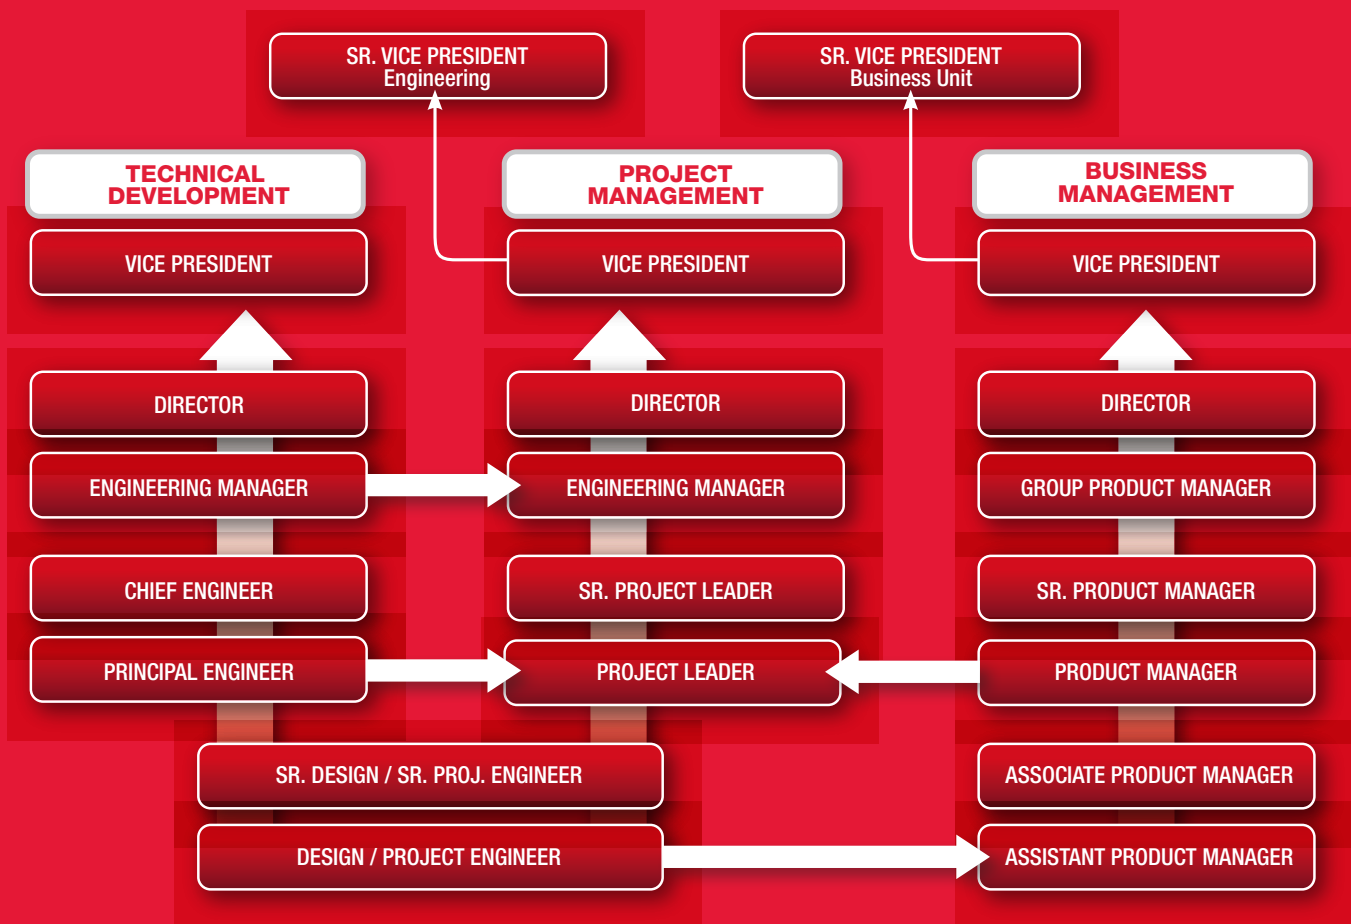 SR. VICE PRESIDENT
Engineering
SR. VICE PRESIDENT
Business Unit
TECHNICAL
DEVELOPMENT
PROJECT
MANAGEMENT
BUSINESS
MANAGEMENT
VICE PRESIDENT
VICE PRESIDENT
VICE PRESIDENT
DIRECTOR
DIRECTOR
DIRECTOR
ENGINEERING MANAGER
ENGINEERING MANAGER
GROUP PRODUCT MANAGER
CHIEF ENGINEER
SR. PROJECT LEADER
SR. PRODUCT MANAGER
PRINCIPAL ENGINEER
PROJECT LEADER
PRODUCT MANAGER
SR. DESIGN / SR. PROJ. ENGINEER
ASSOCIATE PRODUCT MANAGER
DESIGN / PROJECT ENGINEER
ASSISTANT PRODUCT MANAGER